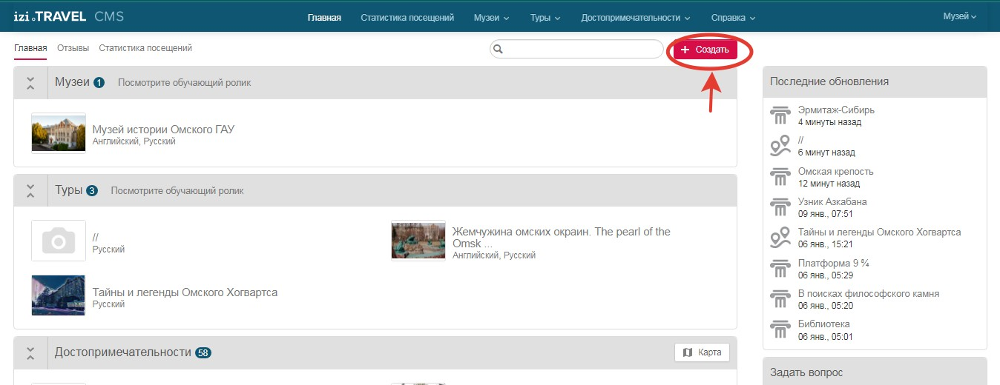 izi.TRAVEL CMS
Главная Статистика посещений Музеи Туры Достопримечательности Справка Музей
Главная Отзывы Статистика посещений
+ Создать
Музеи 1 Посмотрите обучающий ролик
Музей истории Омского ГАУ
Английский, Русский
Туры 3 Посмотрите обучающий ролик
//
Русский
Жемчужина омских окраин. The pearl of the
Omsk ...
Английский, Русский
Тайны и легенды Омского Хогвартса
Русский
Достопримечательности 58 Карта
Последние обновления
Эрмитаж-Сибирь
4 минуты назад
//
6 минут назад
Омская крепость
12 минут назад
Узник Азкабана
09 янв., 07:51
Тайны и легенды Омского Хогвартса
06 янв., 15:21
Платформа 9 ¾
06 янв., 05:29
В поисках философского камня
06 янв., 05:20
Библиотека
06 янв., 05:01
Задать вопрос